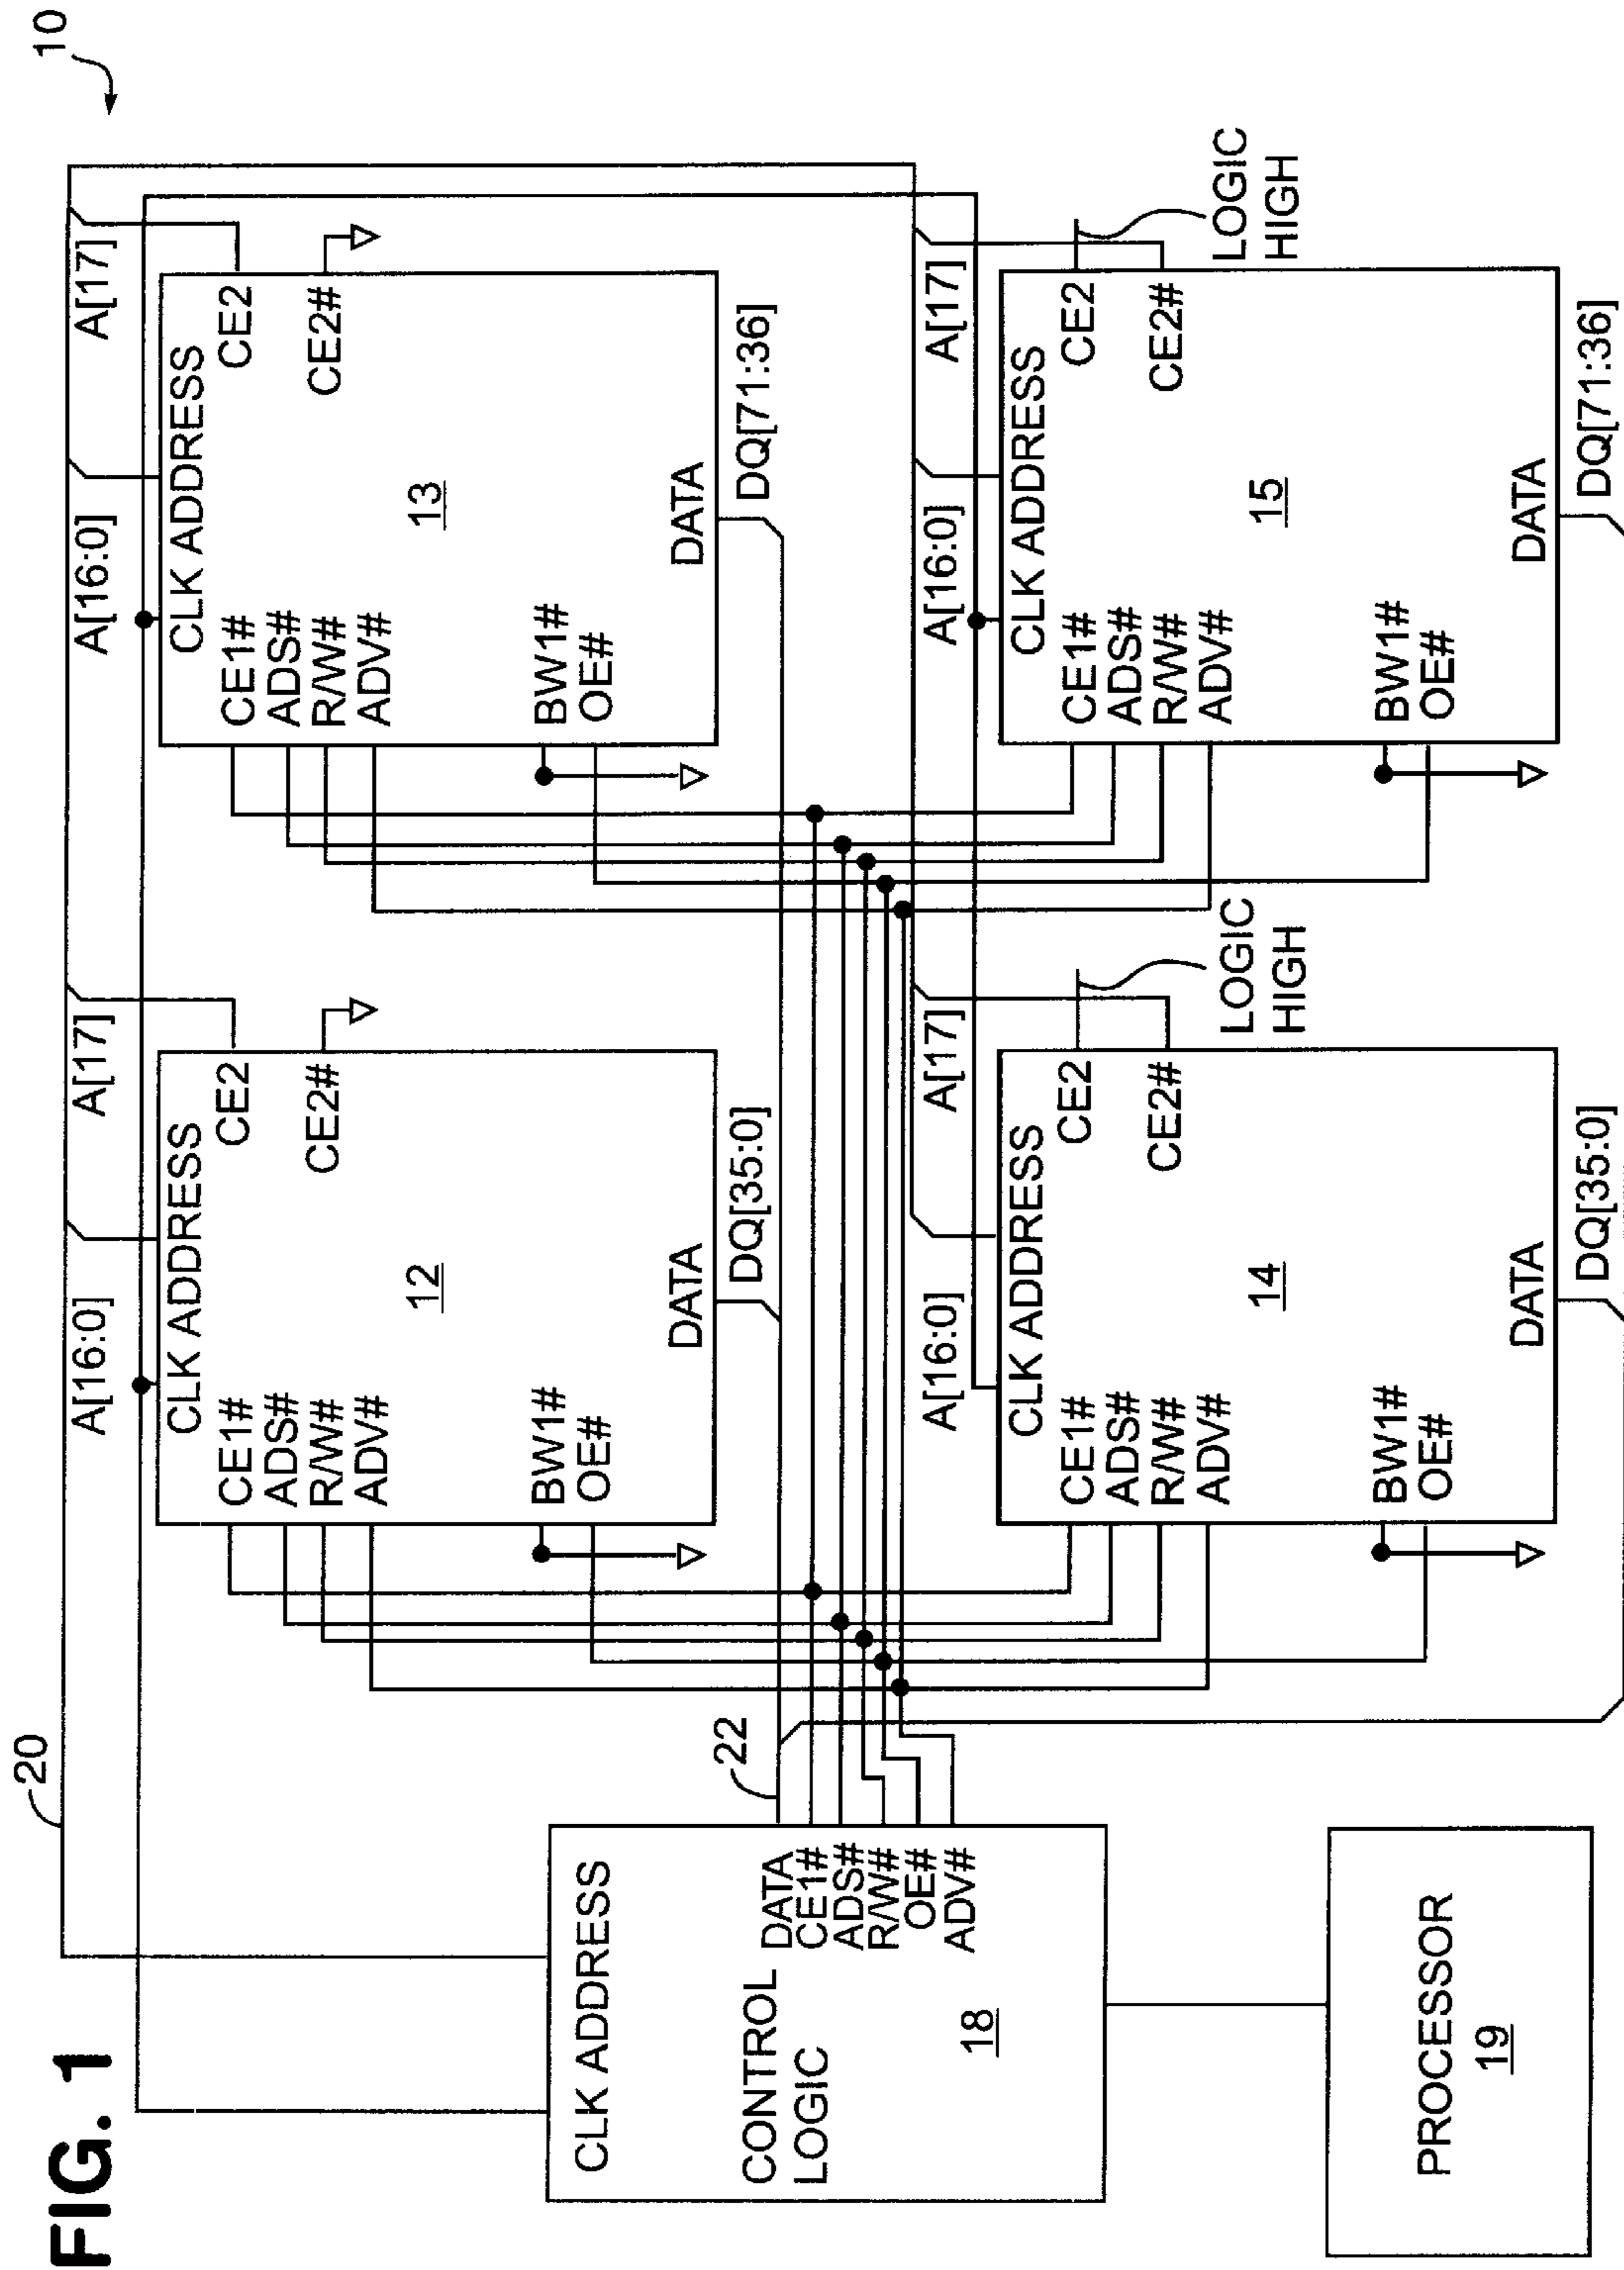 FIG. 1
10
20
A[16:0]
A[17]
A[16:0]
A[17]
CLK ADDRESS
CE1#
ADS#
R/W#
ADV#
BW1#
OE#
CE2
CE2#
12
DATA
DQ[35:0]
CLK ADDRESS
CE1#
ADS#
R/W#
ADV#
BW1#
OE#
CE2
CE2#
13
DATA
DQ[71:36]
CLK ADDRESS
CONTROL
LOGIC
18
DATA
CE1#
ADS#
R/W#
OE#
ADV#
22
A[16:0]
A[17]
A[16:0]
A[17]
CLK ADDRESS
CE1#
ADS#
R/W#
ADV#
BW1#
OE#
CE2
CE2#
14
DATA
DQ[35:0]
LOGIC
HIGH
CLK ADDRESS
CE1#
ADS#
R/W#
ADV#
BW1#
OE#
CE2
CE2#
15
DATA
DQ[71:36]
LOGIC
HIGH
PROCESSOR
19